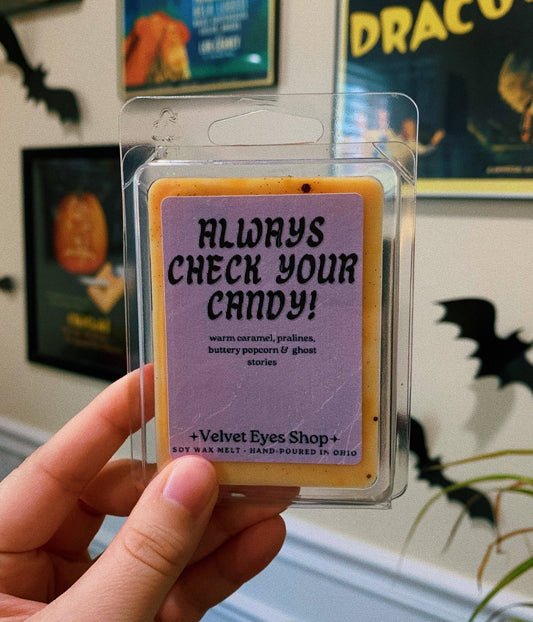 DRACU
ALWAYS
CHECK YOUR
CANDY!
warm caramel, pralines,
buttery popcorn & ghost
stories
Velvet Eyes Shop
SOY WAX MELT - HAND-POURED IN OHIO